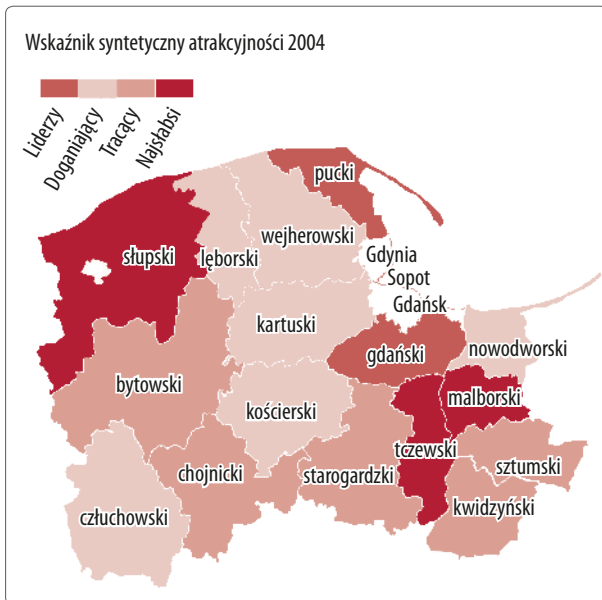 Wskaźnik syntetyczny atrakcyjności 2004
Liderzy
Doganiający
Tracący
Najsłabsi
pucki
słupski
lęborski
wejherowski
Gdynia
Sopot
Gdańsk
kartuski
gdański
nowodworski
bytowski
kościerski
malborski
tczewski
sztumski
chojnicki
starogardzki
kwidzyński
człuchowski